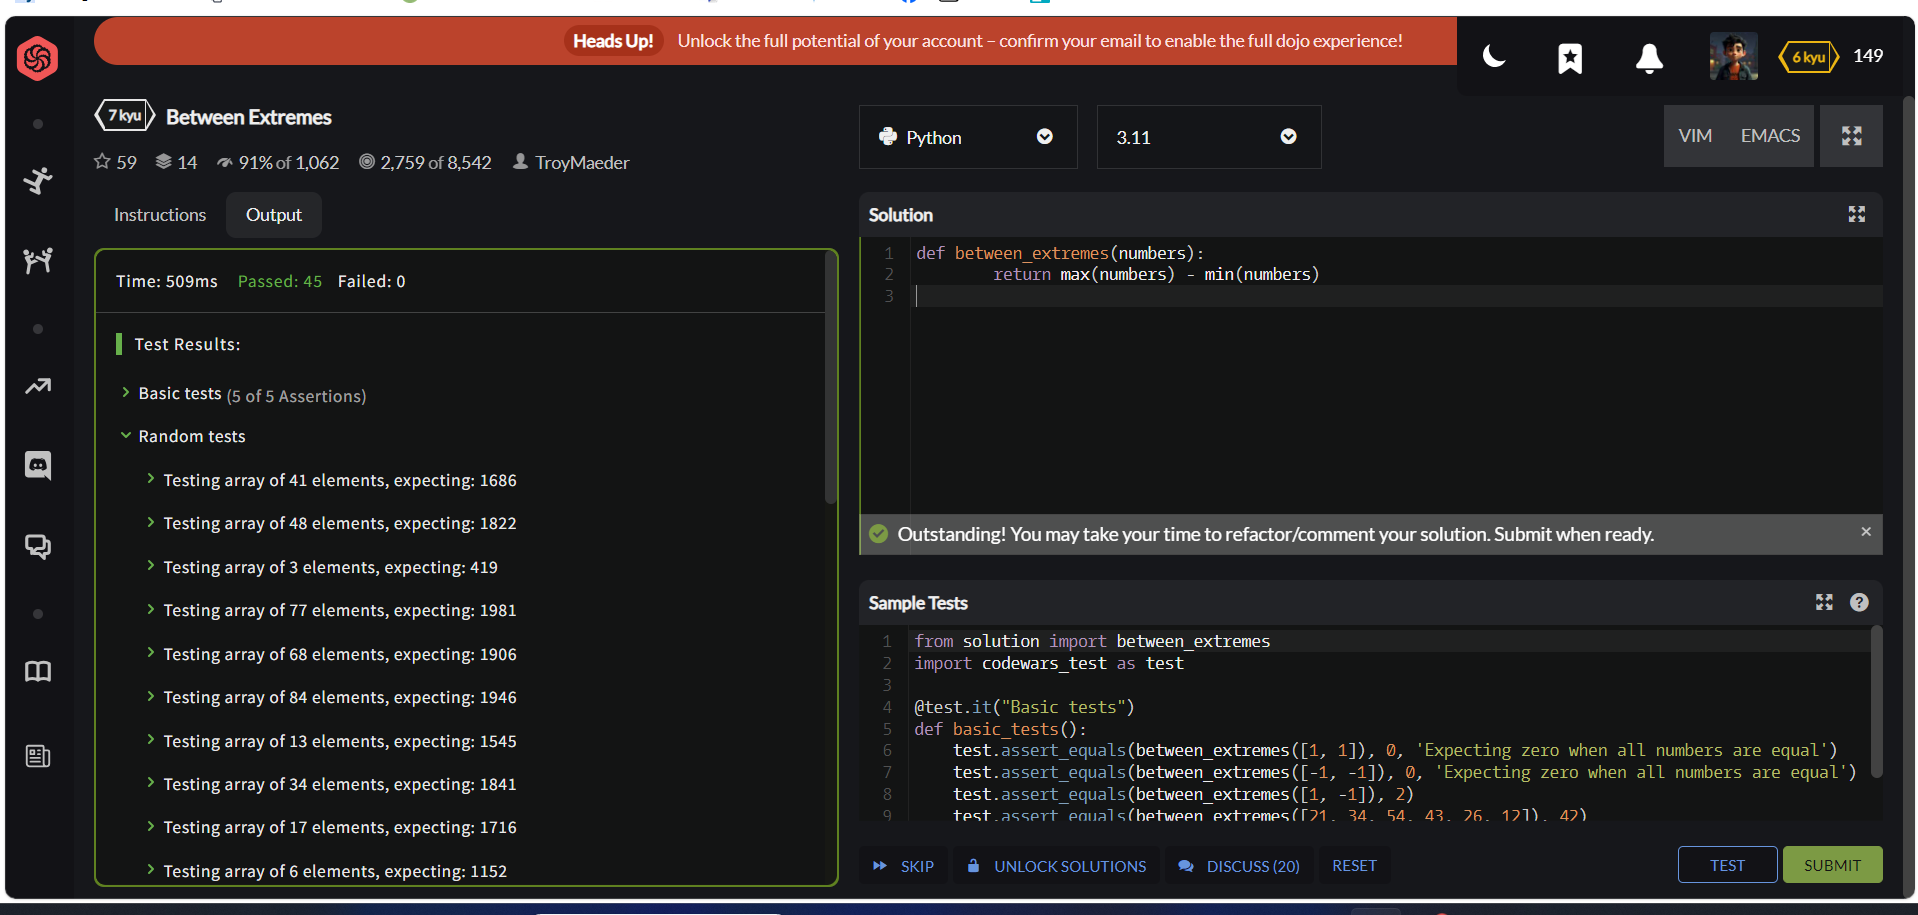 Heads Up! Unlock the full potential of your account – confirm your email to enable the full dojo experience!
6 kyu 149
7 kyu Between Extremes
59 14 91% of 1,062 2,759 of 8,542 TroyMaeder
Instructions Output
Time: 509ms Passed: 45 Failed: 0
Test Results:
Basic tests (5 of 5 Assertions)
Random tests
Testing array of 41 elements, expecting: 1686
Testing array of 48 elements, expecting: 1822
Testing array of 3 elements, expecting: 419
Testing array of 77 elements, expecting: 1981
Testing array of 68 elements, expecting: 1906
Testing array of 84 elements, expecting: 1946
Testing array of 13 elements, expecting: 1545
Testing array of 34 elements, expecting: 1841
Testing array of 17 elements, expecting: 1716
Testing array of 6 elements, expecting: 1152
Python 3.11 VIM EMACS
Solution
1 def between_extremes(numbers):
2 return max(numbers) - min(numbers)
3
Outstanding! You may take your time to refactor/comment your solution. Submit when ready. ×
Sample Tests ?
1 from solution import between_extremes
2 import codewars_test as test
3
4 @test.it("Basic tests")
5 def basic_tests():
6 test.assert_equals(between_extremes([1, 1]), 0, 'Expecting zero when all numbers are equal')
7 test.assert_equals(between_extremes([-1, -1]), 0, 'Expecting zero when all numbers are equal')
8 test.assert_equals(between_extremes([1, -1]), 2)
9 test.assert_equals(between_extremes([21, 34, 54, 43, 26, 12]), 42)
SKIP UNLOCK SOLUTIONS DISCUSS (20) RESET TEST SUBMIT